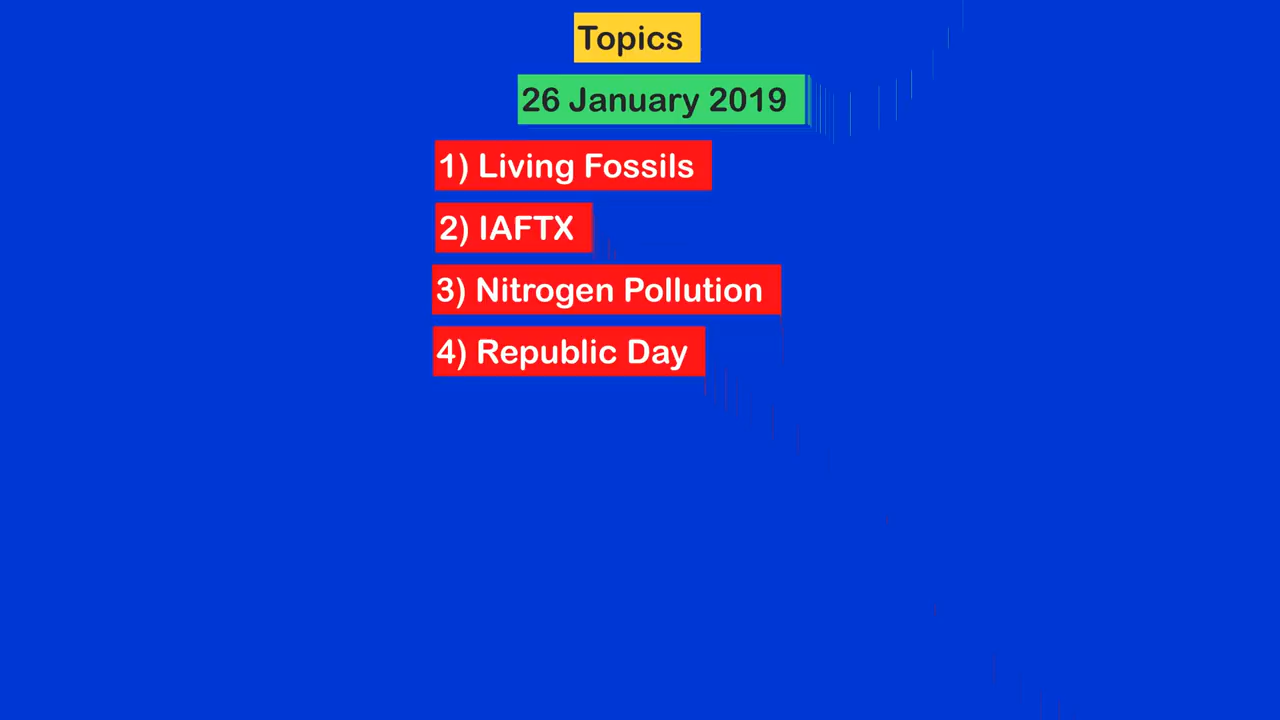 Topics
26 January 2019
1) Living Fossils
2) IAFTX
3) Nitrogen Pollution
4) Republic Day